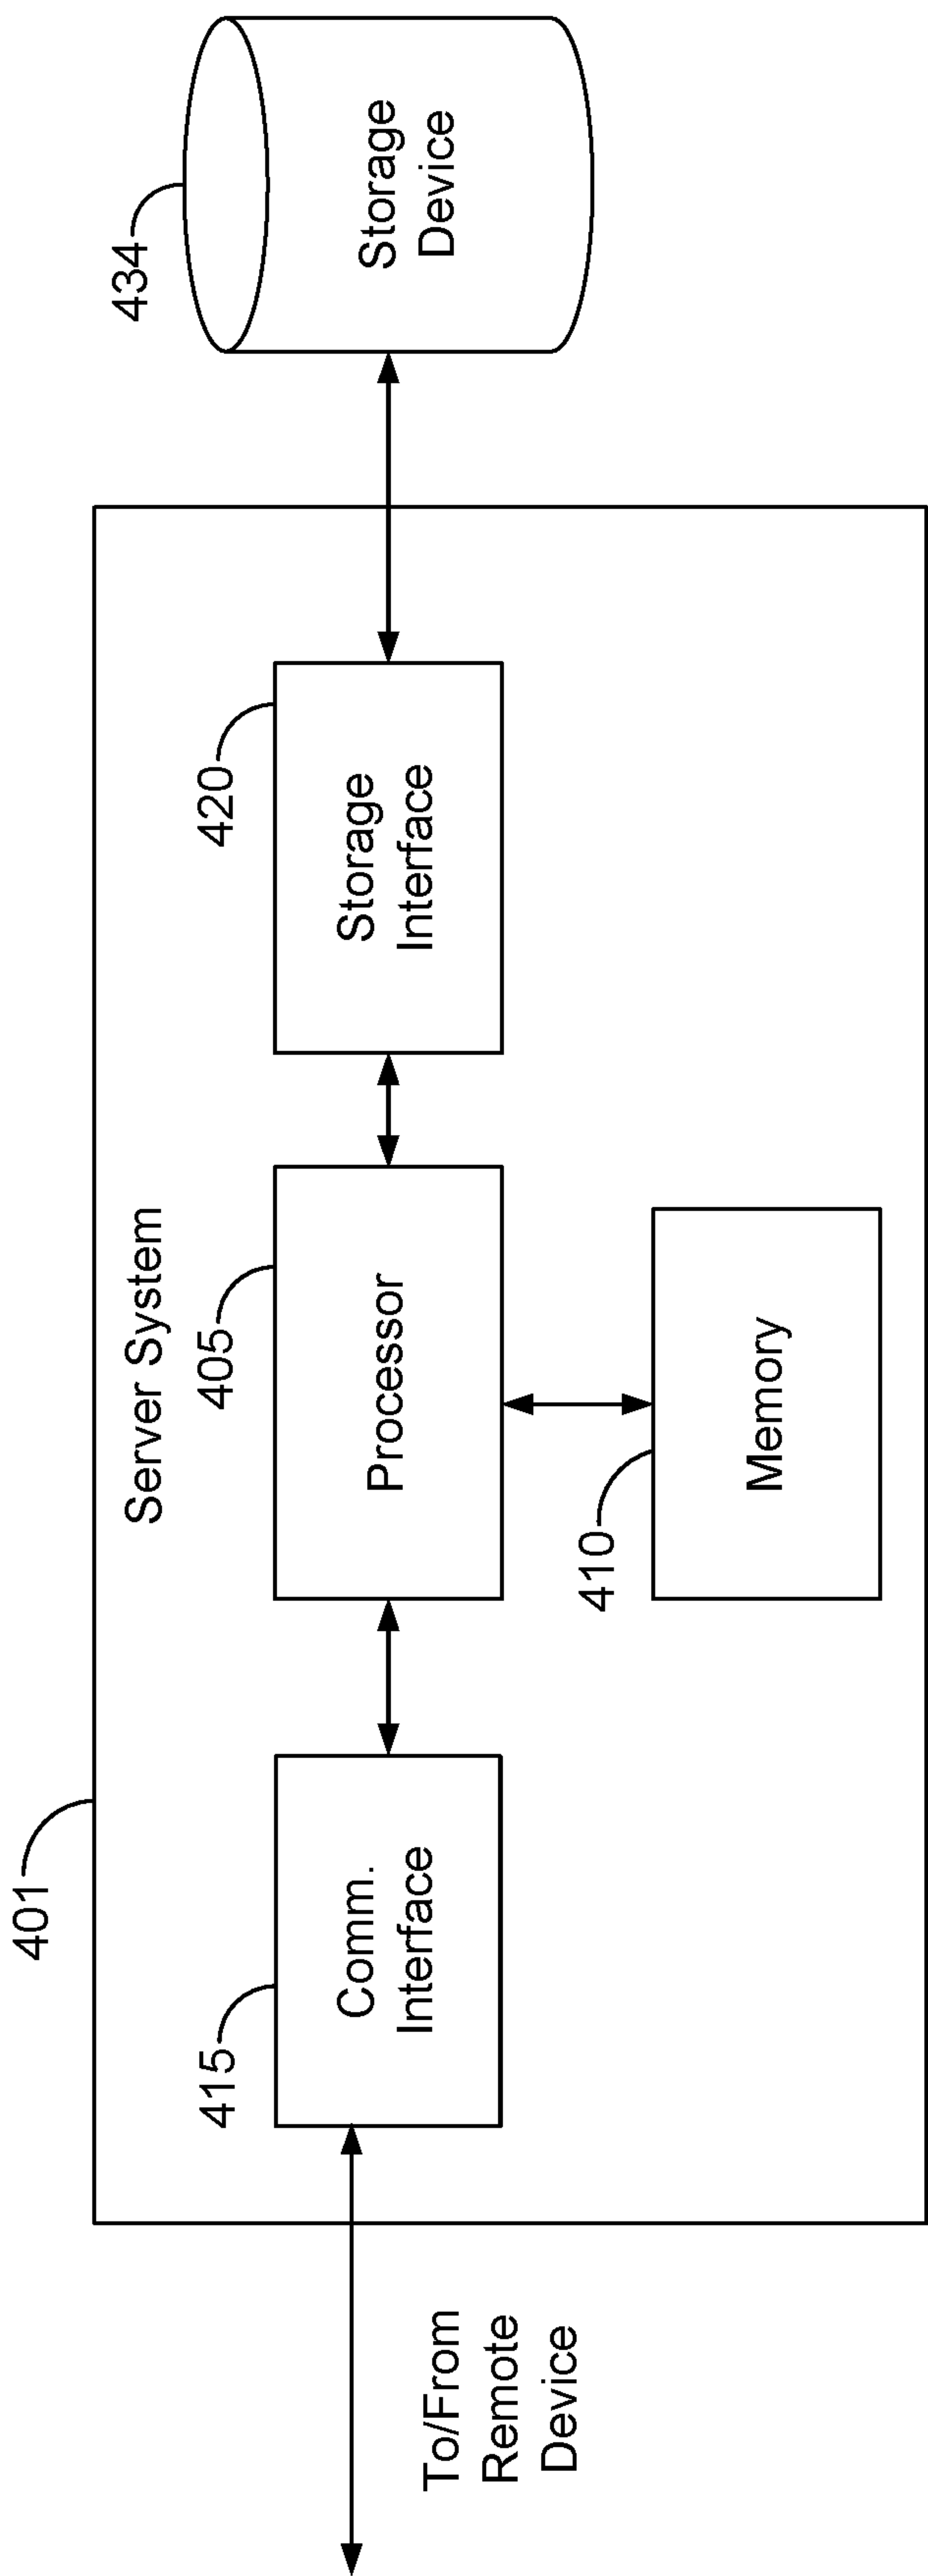 401
Server System
415
Comm.
Interface
405
Processor
420
Storage
Interface
434
Storage
Device
410
Memory
To/From
Remote
Device